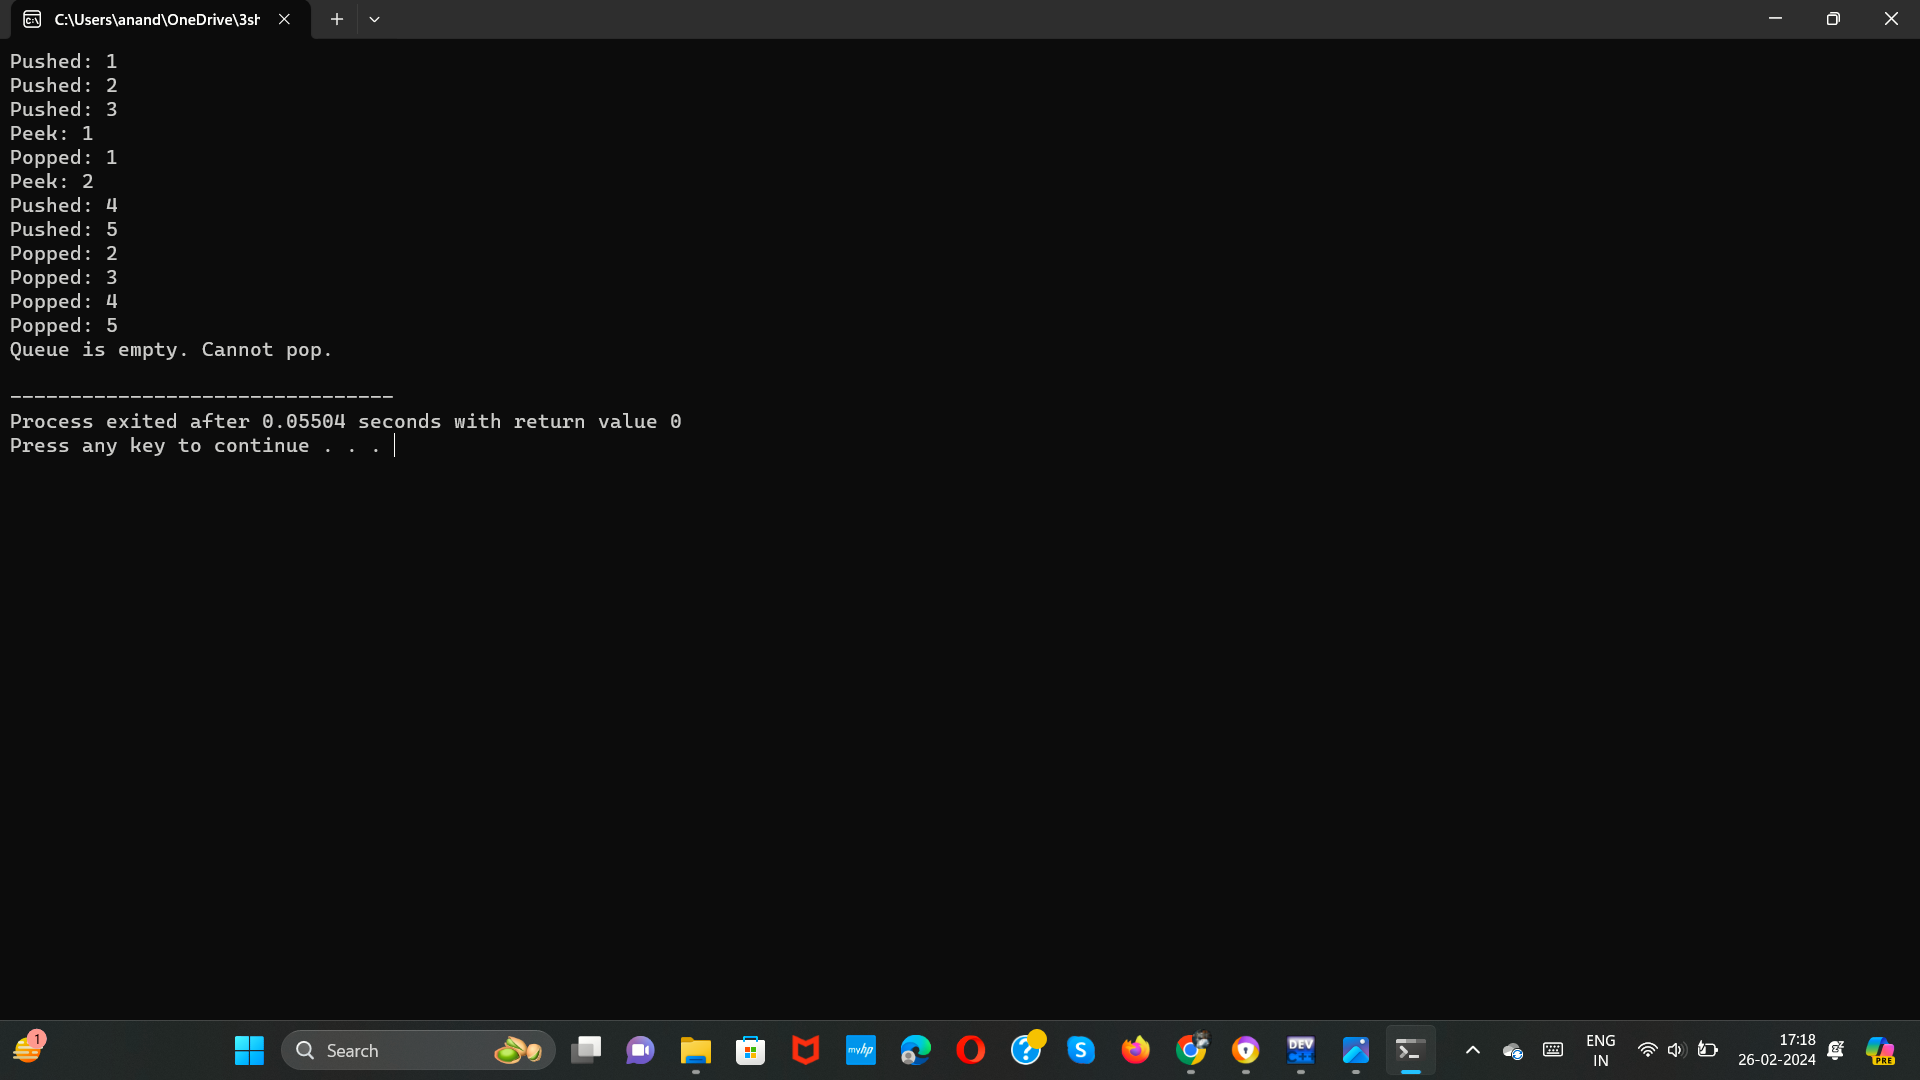 C:\Users\anand\OneDrive\3sh
Pushed: 1
Pushed: 2
Pushed: 3
Peek: 1
Popped: 1
Peek: 2
Pushed: 4
Pushed: 5
Popped: 2
Popped: 3
Popped: 4
Popped: 5
Queue is empty. Cannot pop.
--------------------------------
Process exited after 0.05504 seconds with return value 0
Press any key to continue . . .
1
Search
myhp
?
S
DEV
C++
ENG
IN
17:18
26-02-2024
PRE